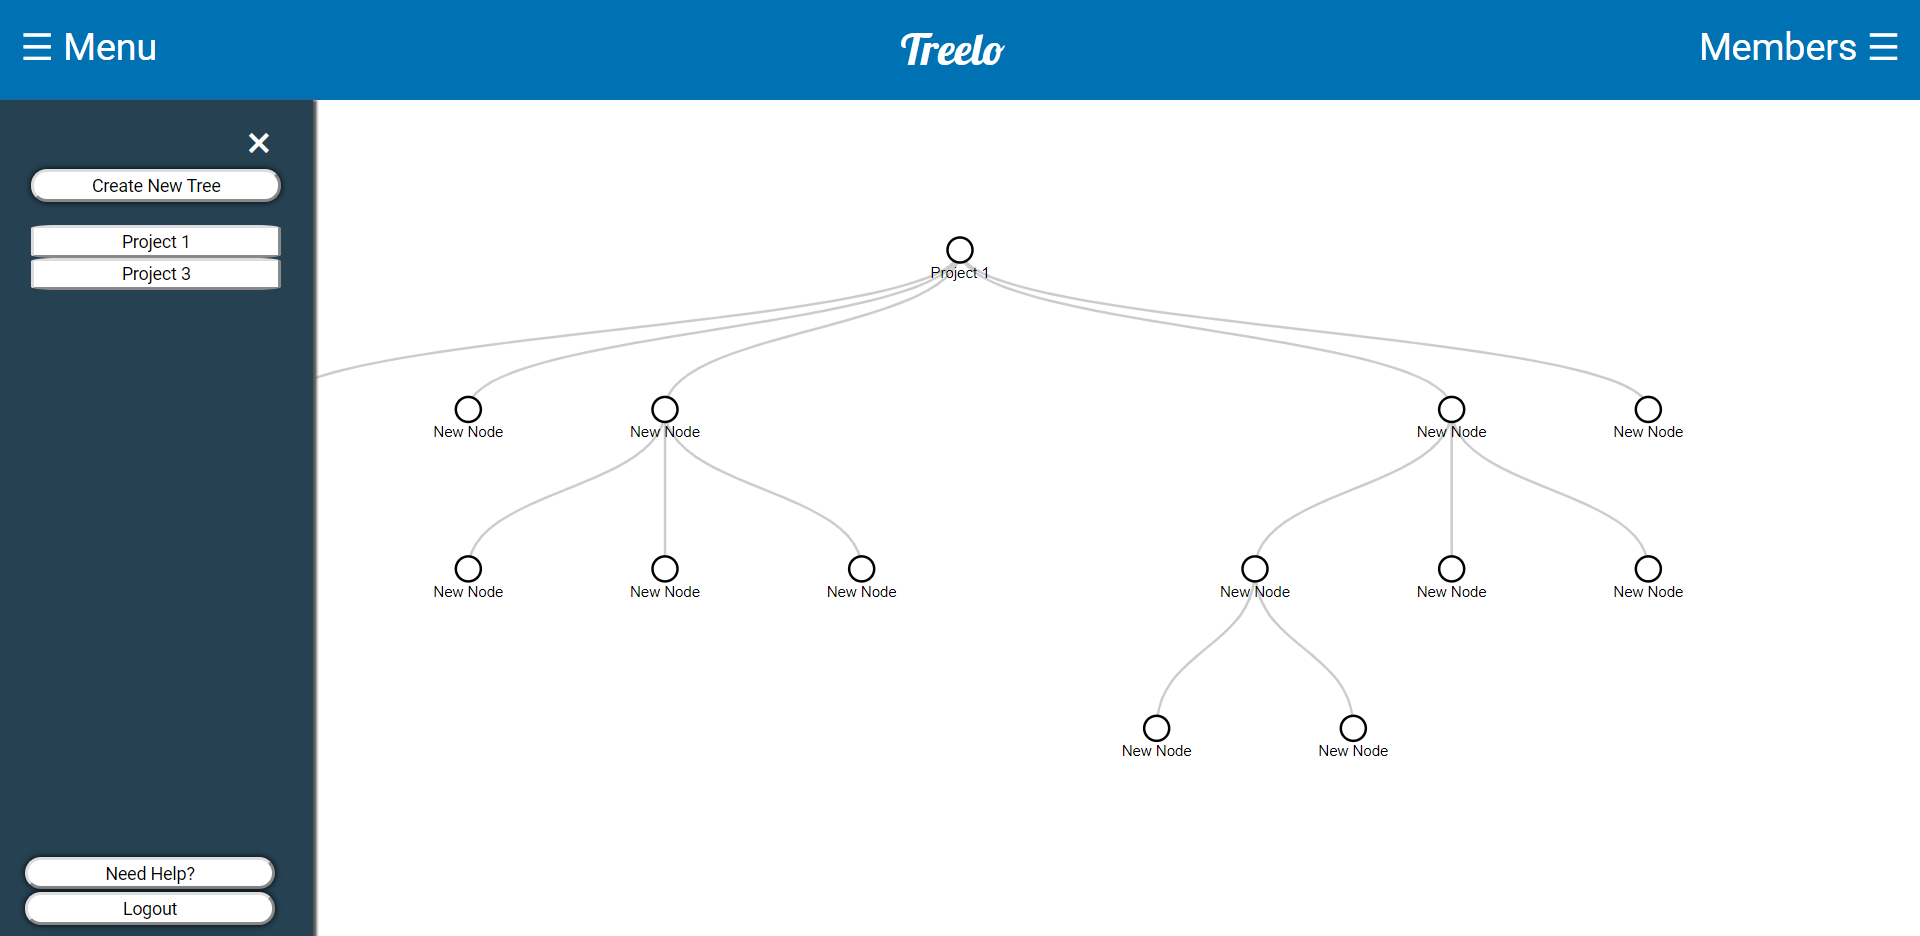 ☰ Menu
Treelo
Members ☰
×
Create New Tree
Project 1
Project 3
Need Help?
Logout
Project 1
New Node
New Node
New Node
New Node
New Node
New Node
New Node
New Node
New Node
New Node
New Node
New Node